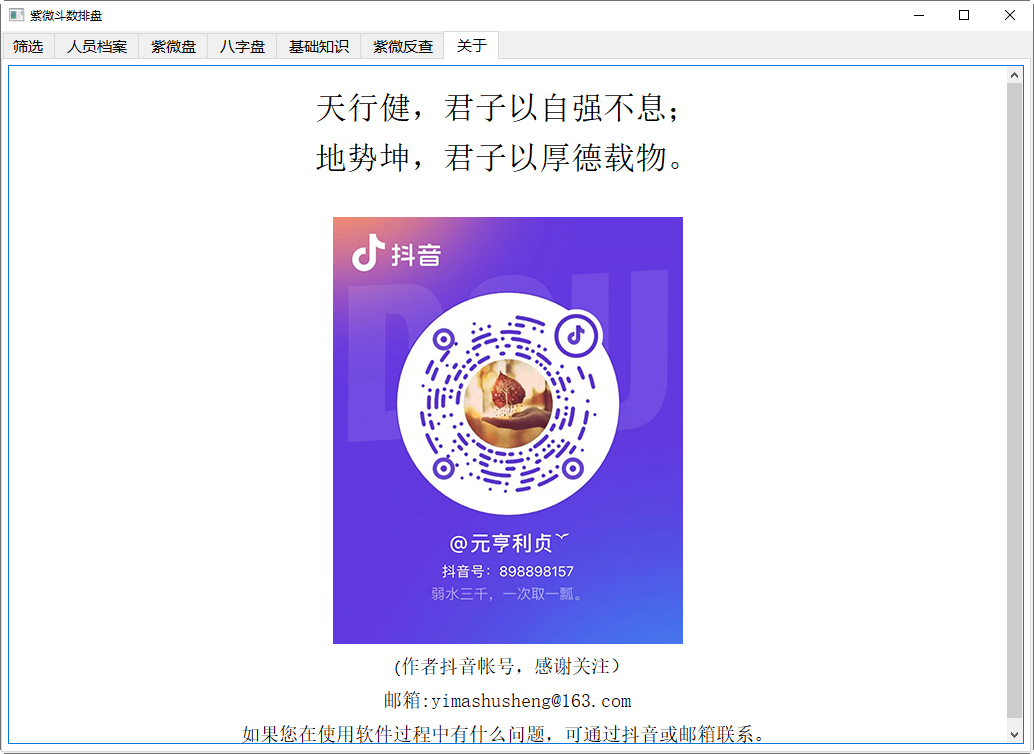 紫微斗数排盘
筛选 人员档案 紫微盘 八字盘 基础知识 紫微反查 关于
天行健，君子以自强不息；
地势坤，君子以厚德载物。
抖音
DOU
@元亨利贞
抖音号：898898157
弱水三千，一次取一瓢。
(作者抖音帐号，感谢关注）
邮箱:yimashusheng@163.com
如果您在使用软件过程中有什么问题，可通过抖音或邮箱联系。